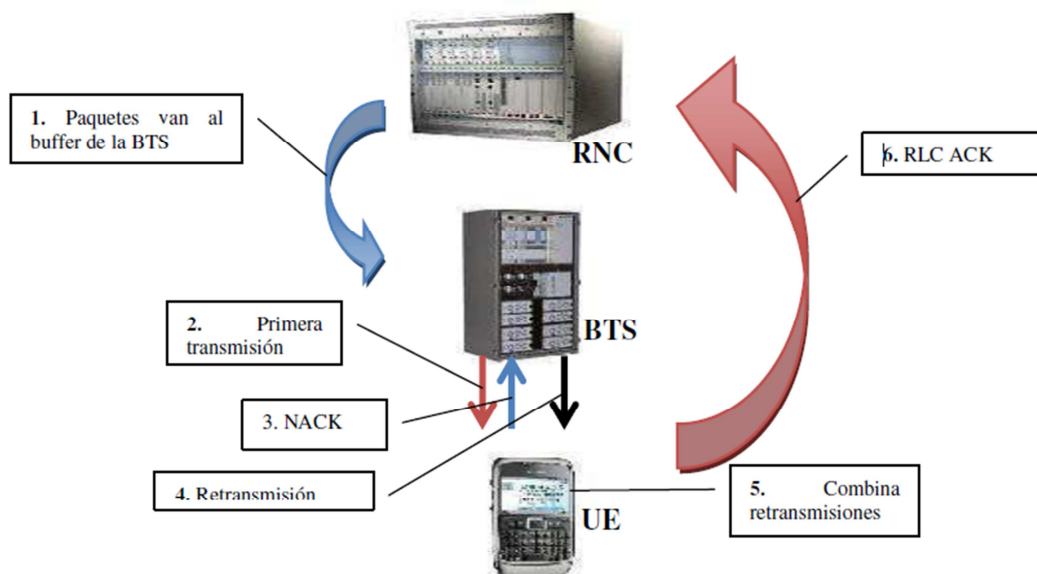 1. Paquetes van al
buffer de la BTS
RNC
6. RLC ACK
2. Primera
transmisión
BTS
3. NACK
4. Retransmisión
UE
5. Combina
retransmisiones